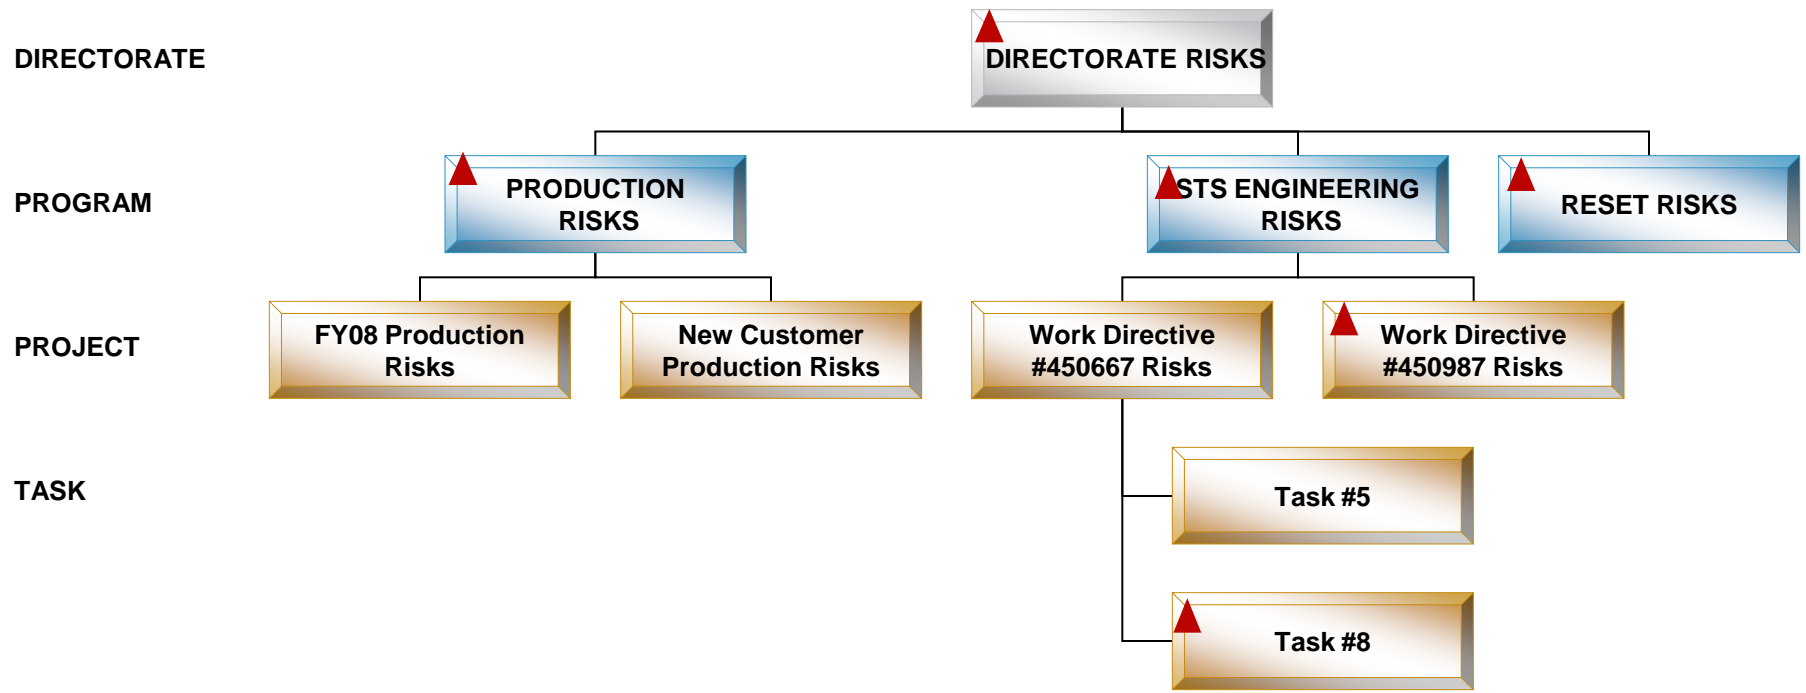 DIRECTORATE
DIRECTORATE RISKS
PROGRAM
PRODUCTION
RISKS
STS ENGINEERING
RISKS
RESET RISKS
PROJECT
FY08 Production
Risks
New Customer
Production Risks
Work Directive
#450667 Risks
Work Directive
#450987 Risks
TASK
Task #5
Task #8